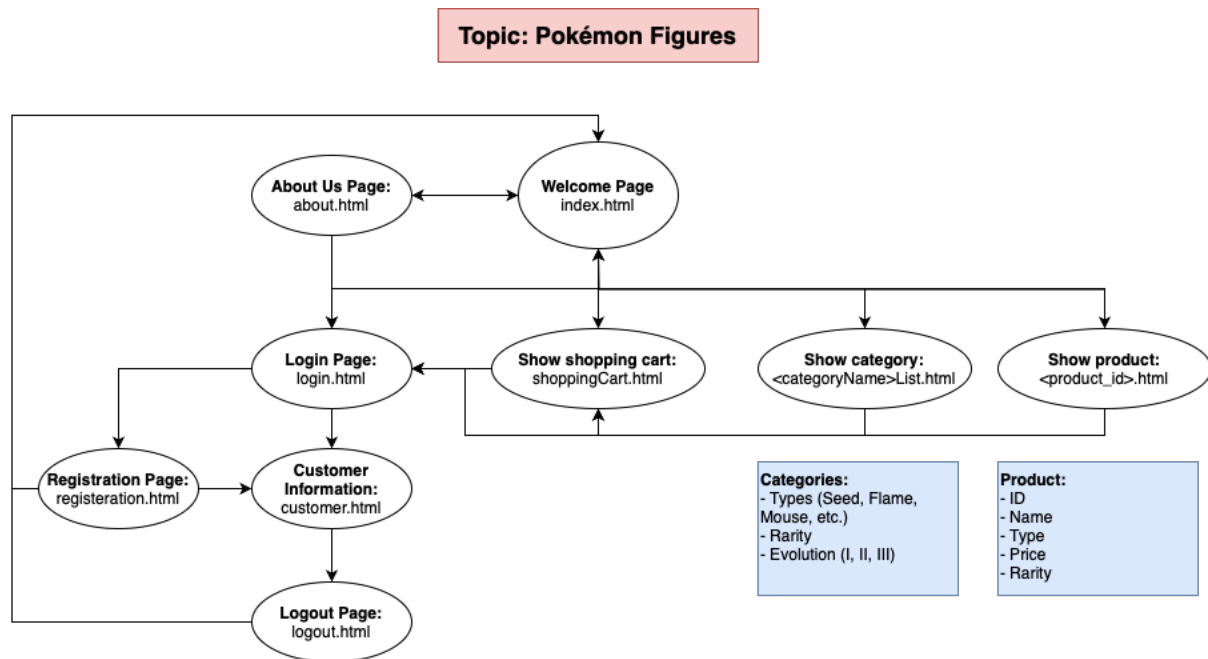 Topic: Pokémon Figures
About Us Page:
about.html
Welcome Page
index.html
Login Page:
login.html
Show shopping cart:
shoppingCart.html
Show category:
<categoryName>List.html
Show product:
<product_id>.html
Registration Page:
registeration.html
Customer
Information:
customer.html
Categories:
- Types (Seed, Flame,
Mouse, etc.)
- Rarity
- Evolution (I, II, III)
Product:
- ID
- Name
- Type
- Price
- Rarity
Logout Page:
logout.html